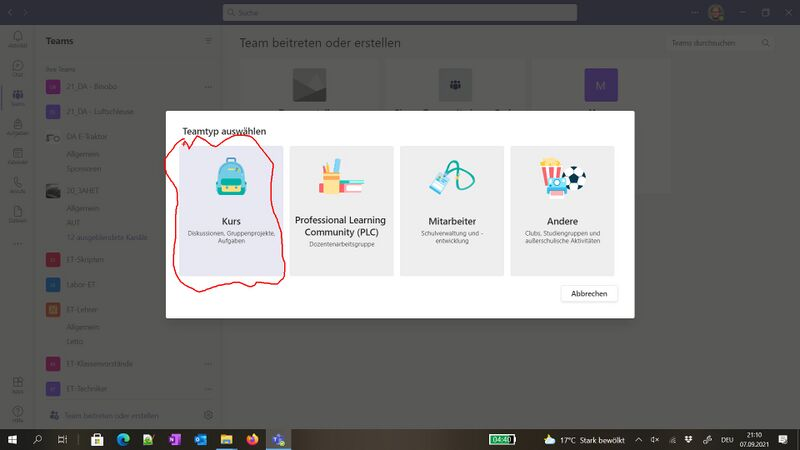 Suche
Aktivität
Chat
Teams
Aufgaben
Kalender
Anrufe
Dateien
Apps
Hilfe
Teams
Ihre Teams
21_DA - Binobo
21_DA - Luftschleuse
DA E-Traktor
Allgemein
Sponsoren
20_3AHET
Allgemein
AUT
12 ausgeblendete Kanäle
ET-Skripten
Labor-ET
ET-Lehrer
Allgemein
Letto
ET-Klassenvorstände
ET-Techniker
Team beitreten oder erstellen
Team beitreten oder erstellen
Teams durchsuchen
M
Teamtyp auswählen
Kurs
Diskussionen, Gruppenprojekte,
Aufgaben
Professional Learning
Community (PLC)
Dozentenarbeitsgruppe
Mitarbeiter
Schulverwaltung und -
entwicklung
Andere
Clubs, Studiengruppen und
außerschulische Aktivitäten
Abbrechen
04:40
17°C Stark bewölkt
DEU
21:10
07.09.2021